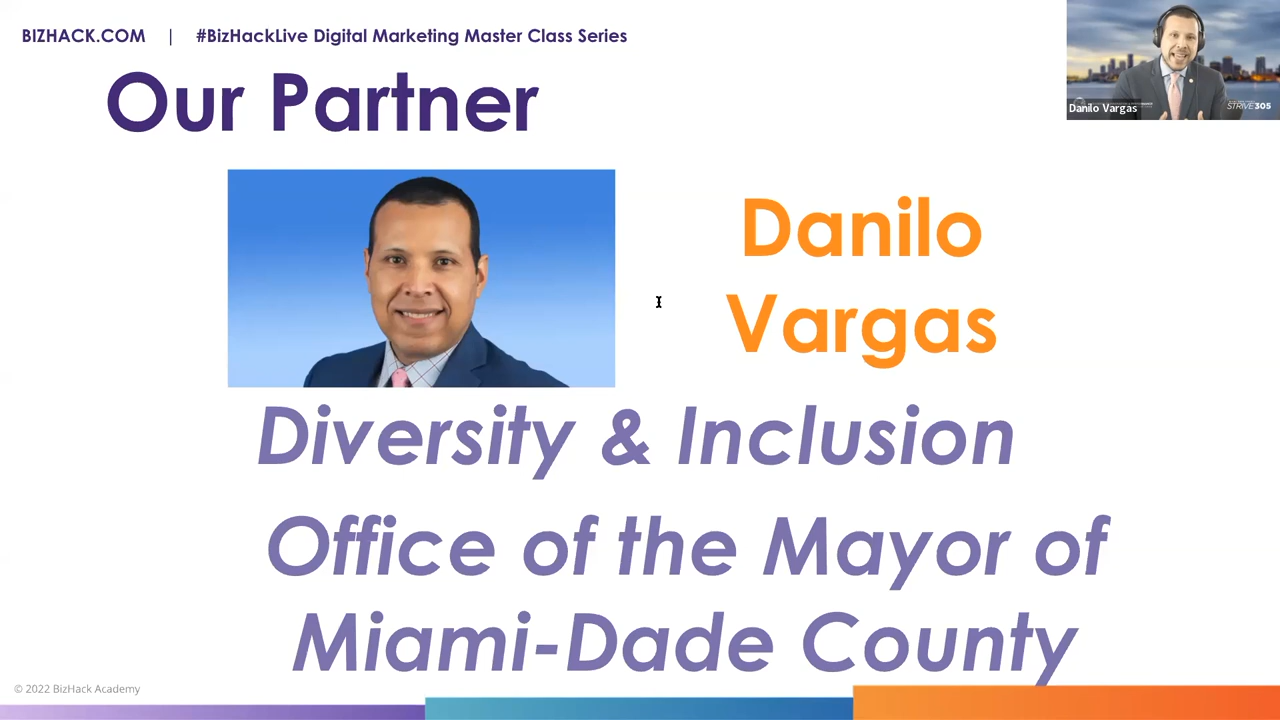 BIZHACK.COM | #BizHackLive Digital Marketing Master Class Series
Our Partner
Danilo Vargas
STRIVE305
Danilo
Vargas
Diversity & Inclusion
Office of the Mayor of
Miami-Dade County
© 2022 BizHack Academy